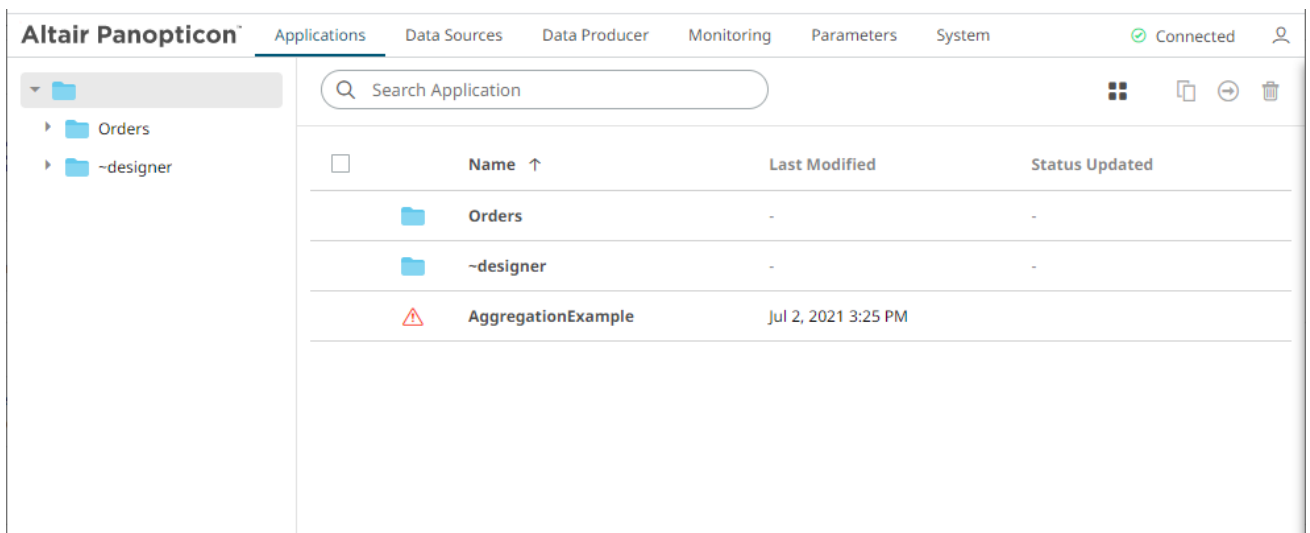 Altair Panopticon™ Applications Data Sources Data Producer Monitoring Parameters System Connected
Search Application
Orders
~designer
Name ↑ Last Modified Status Updated
Orders - -
~designer - -
AggregationExample Jul 2, 2021 3:25 PM